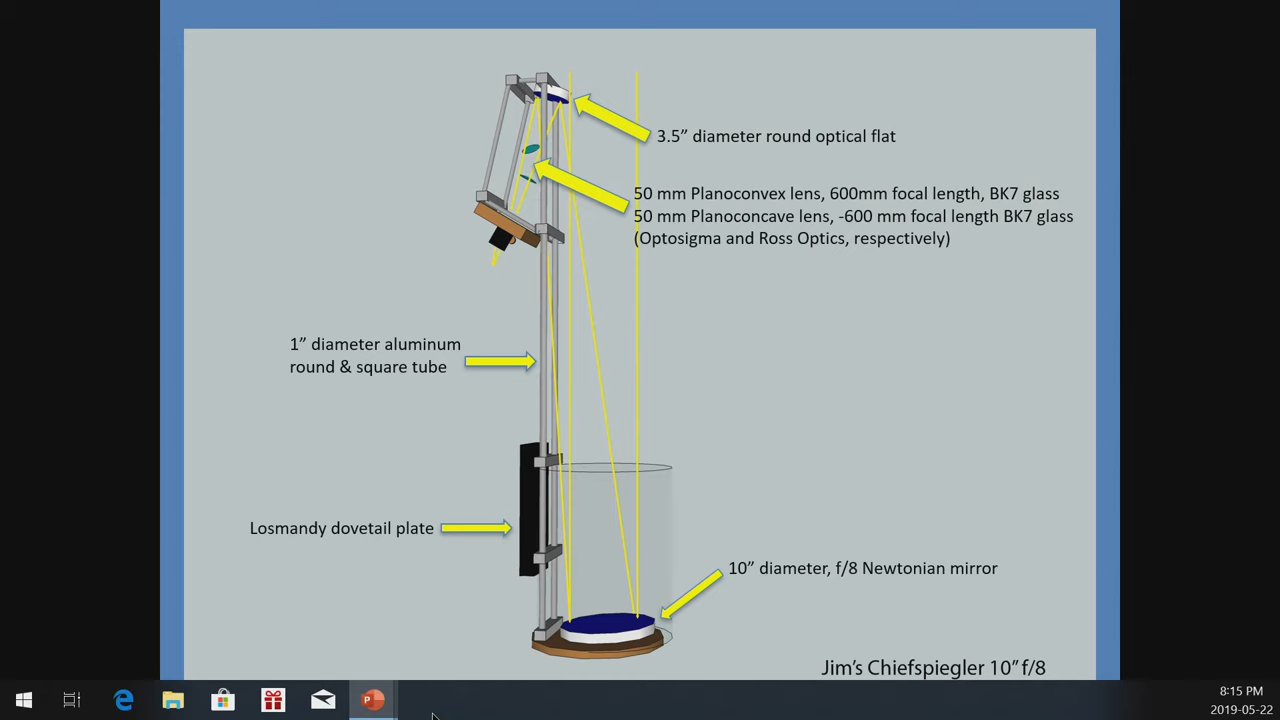 3.5” diameter round optical flat
50 mm Planoconvex lens, 600mm focal length, BK7 glass
50 mm Planoconcave lens, -600 mm focal length BK7 glass
(Optosigma and Ross Optics, respectively)
1” diameter aluminum
round & square tube
Losmandy dovetail plate
10” diameter, f/8 Newtonian mirror
Jim’s Chiefspiegler 10” f/8
8:15 PM
2019-05-22